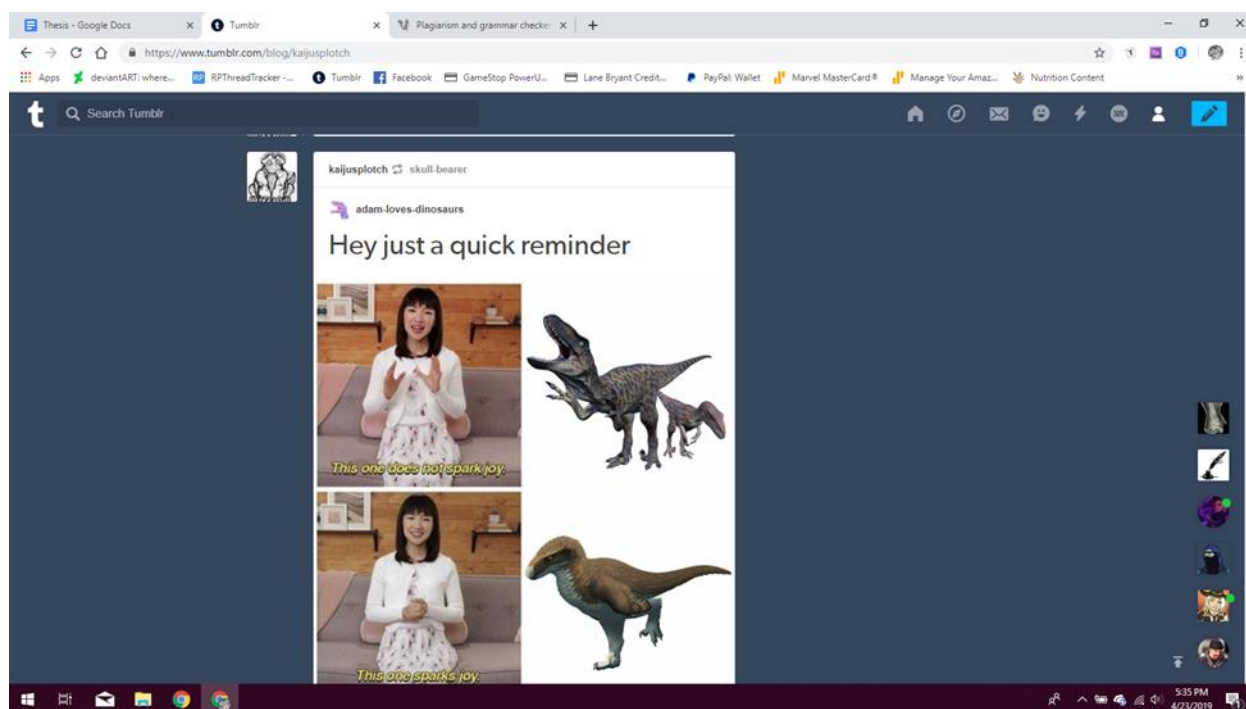 Thesis - Google Docs
Tumblr
Plagiarism and grammar checke
https://www.tumblr.com/blog/kaijusplotch
Apps
deviantART: where...
RP
RPThreadTracker -...
Tumblr
Facebook
GameStop PowerU...
Lane Bryant Credit...
PayPal: Wallet
Marvel MasterCard®
Manage Your Amaz...
Nutrition Content
»
Search Tumblr
kaijusplotch skull-bearer
adam-loves-dinosaurs
Hey just a quick reminder
This one does not spark joy.
This one sparks joy.
5:35 PM
4/23/2019